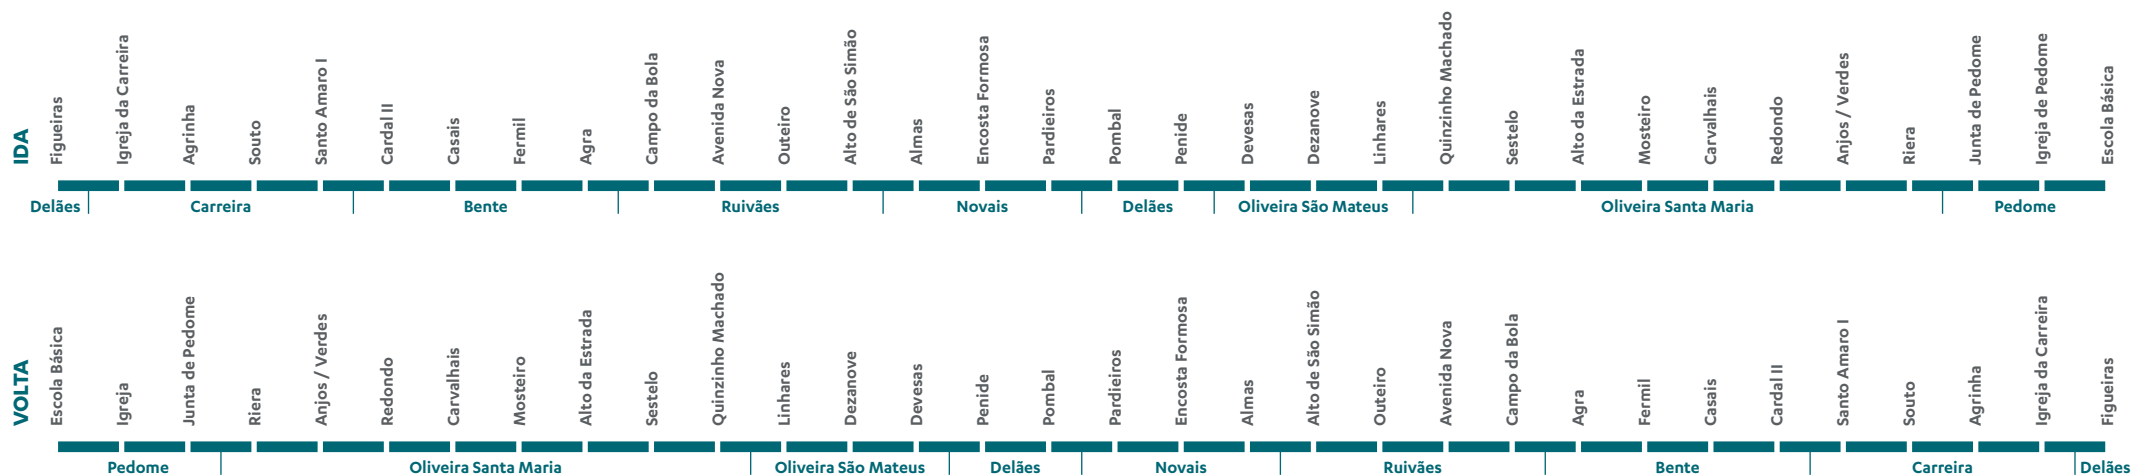 IDA
Figueiras
Igreja da Carreira
Agrinha
Souto
Santo Amaro I
Cardal II
Casais
Fermil
Agra
Campo da Bola
Avenida Nova
Outeiro
Alto de São Simão
Almas
Encosta Formosa
Pardieiros
Pombal
Penide
Devesas
Dezanove
Linhares
Quinzinho Machado
Sestelo
Alto da Estrada
Mosteiro
Carvalhais
Redondo
Anjos / Verdes
Riera
Junta de Pedome
Igreja de Pedome
Escola Básica
Delães
Carreira
Bente
Ruivães
Novais
Delães
Oliveira São Mateus
Oliveira Santa Maria
Pedome
VOLTA
Escola Básica
Igreja
Junta de Pedome
Riera
Anjos / Verdes
Redondo
Carvalhais
Mosteiro
Alto da Estrada
Sestelo
Quinzinho Machado
Linhares
Dezanove
Devesas
Penide
Pombal
Pardieiros
Encosta Formosa
Almas
Alto de São Simão
Outeiro
Avenida Nova
Campo da Bola
Agra
Fermil
Casais
Cardal II
Santo Amaro I
Souto
Agrinha
Igreja da Carreira
Figueiras
Pedome
Oliveira Santa Maria
Oliveira São Mateus
Delães
Novais
Ruivães
Bente
Carreira
Delães